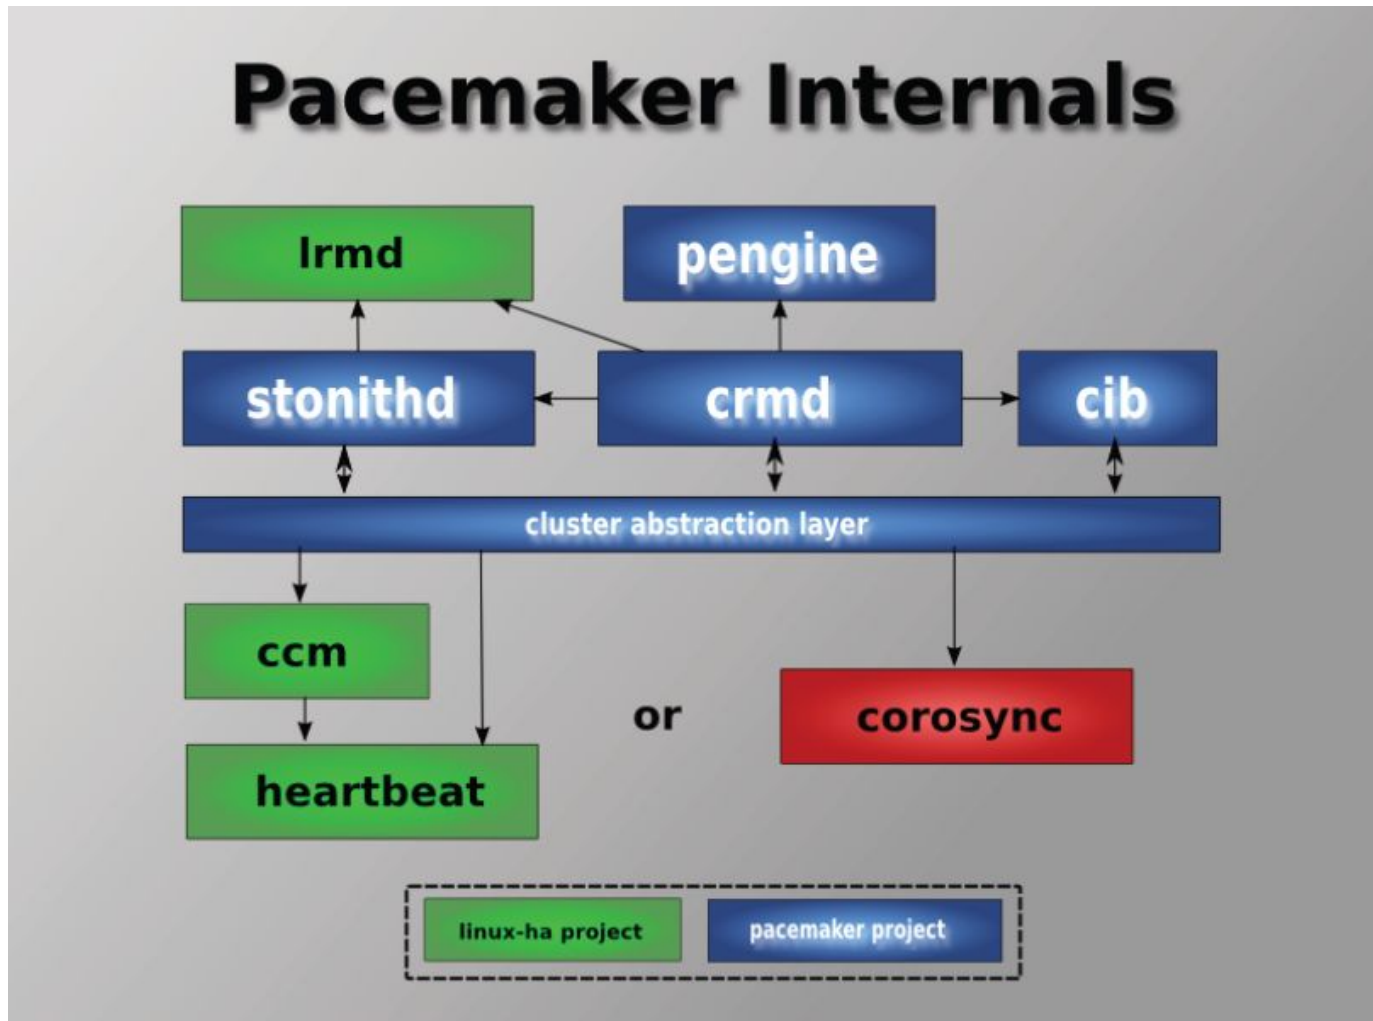 Pacemaker Internals
lrmd
pengine
stonithd
crmd
cib
cluster abstraction layer
ccm
or
corosync
heartbeat
linux-ha project
pacemaker project